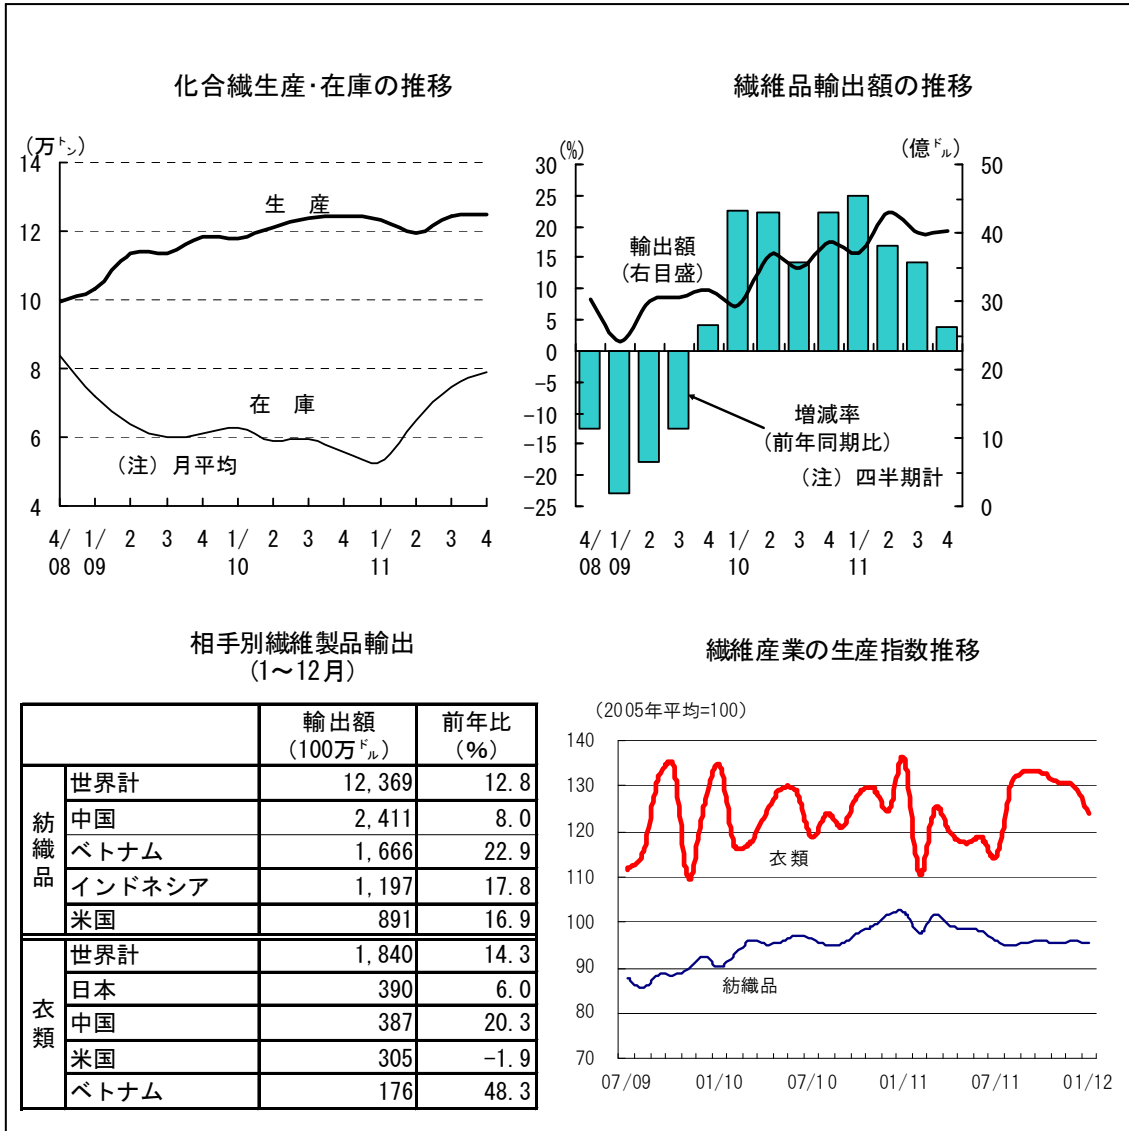 化合繊生産･在庫の推移
(万トン)
14
12
10
8
6
4
生 産
在 庫
(注) 月平均
4/ 1/ 2 3 4 1/ 2 3 4 1/ 2 3 4
08 09 10 11
繊維品輸出額の推移
(%)
(億ドル)
30
25
20
15
10
5
0
-5
-10
-15
-20
-25
50
40
30
20
10
0
輸出額
(右目盛)
増減率
(前年同期比)
(注) 四半期計
4/ 1/ 2 3 4 1/ 2 3 4 1/ 2 3 4
08 09 10 11
相手別繊維製品輸出
(1～12月)
輸出額 前年比
(100万ドル) (%)
紡織品
世界計 12,369 12.8
中国 2,411 8.0
ベトナム 1,666 22.9
インドネシア 1,197 17.8
米国 891 16.9
衣類
世界計 1,840 14.3
日本 390 6.0
中国 387 20.3
米国 305 -1.9
ベトナム 176 48.3
繊維産業の生産指数推移
(2005年平均=100)
140
130
120
110
100
90
80
70
衣類
紡織品
07/09 01/10 07/10 01/11 07/11 01/12